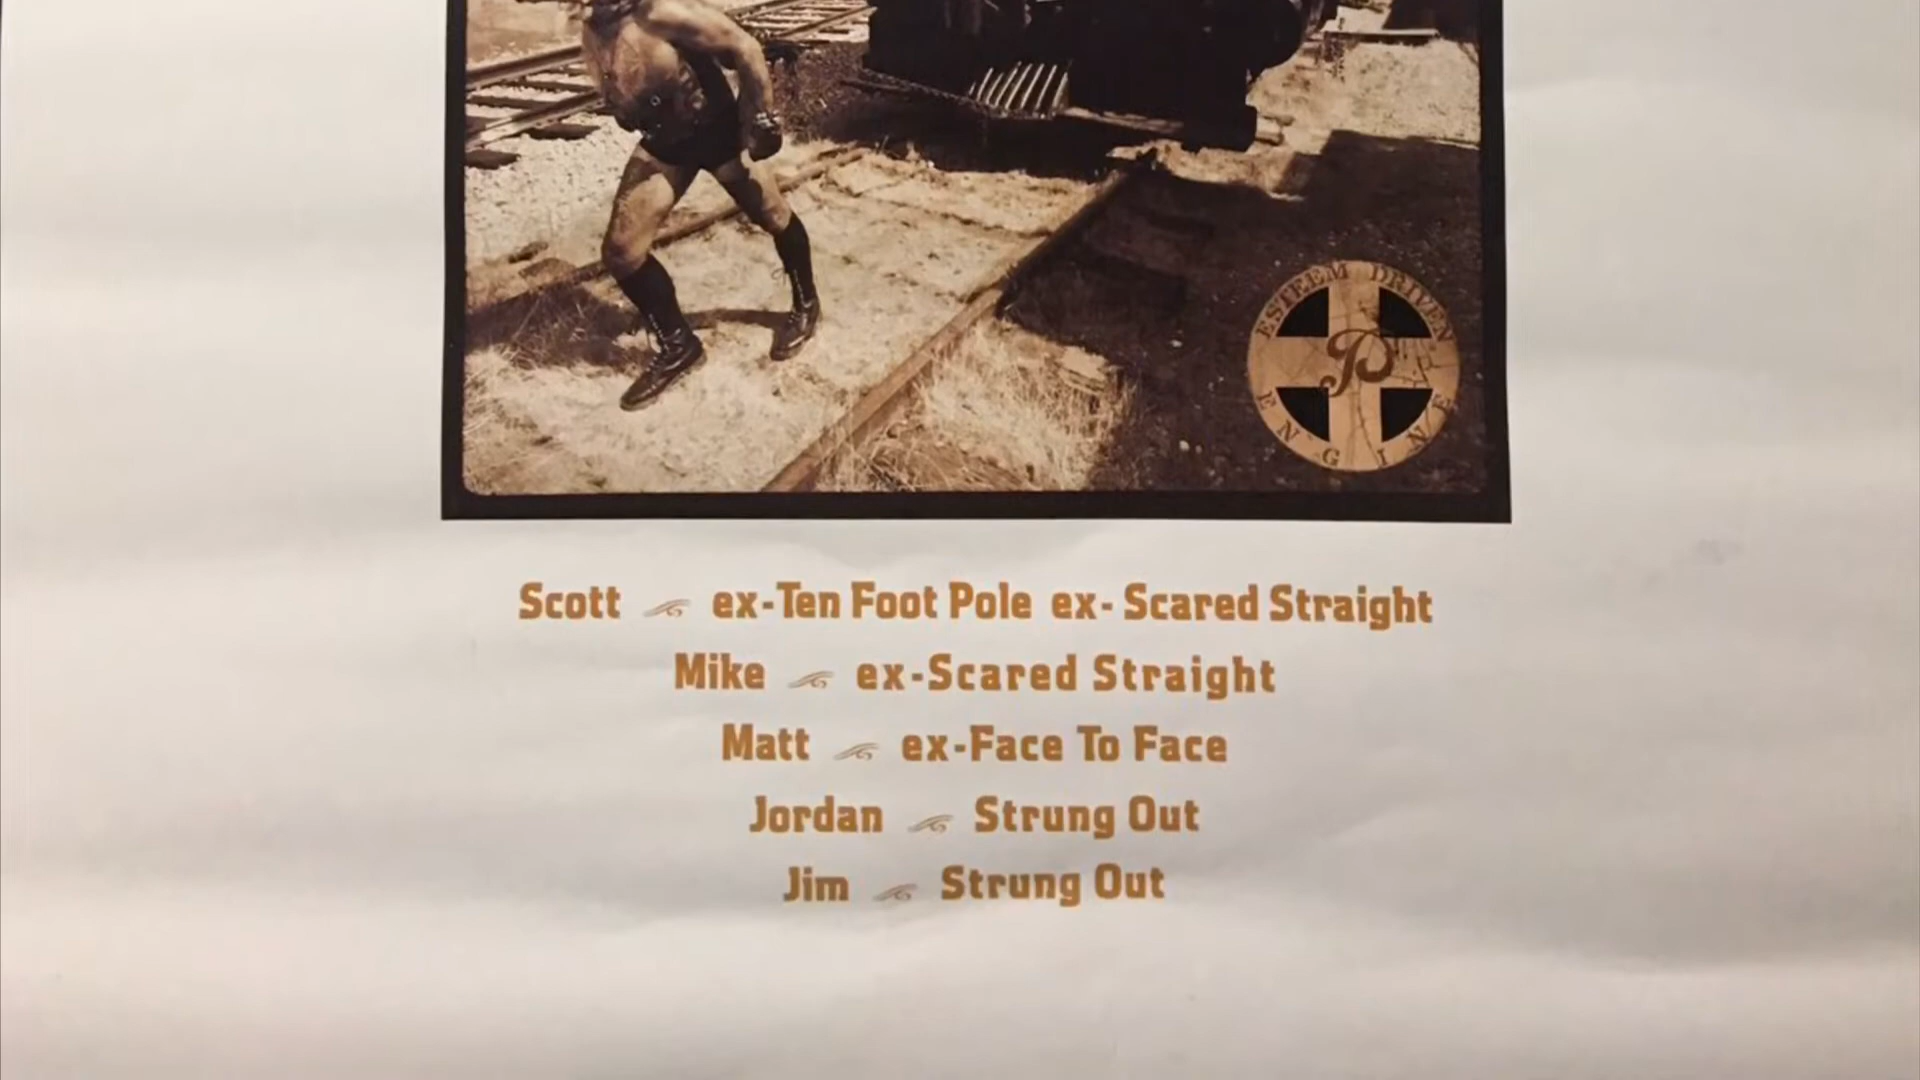 ESTEEM DRIVEN
P
ENGINE
Scott ex-Ten Foot Pole ex- Scared Straight
Mike ex-Scared Straight
Matt ex-Face To Face
Jordan Strung Out
Jim Strung Out